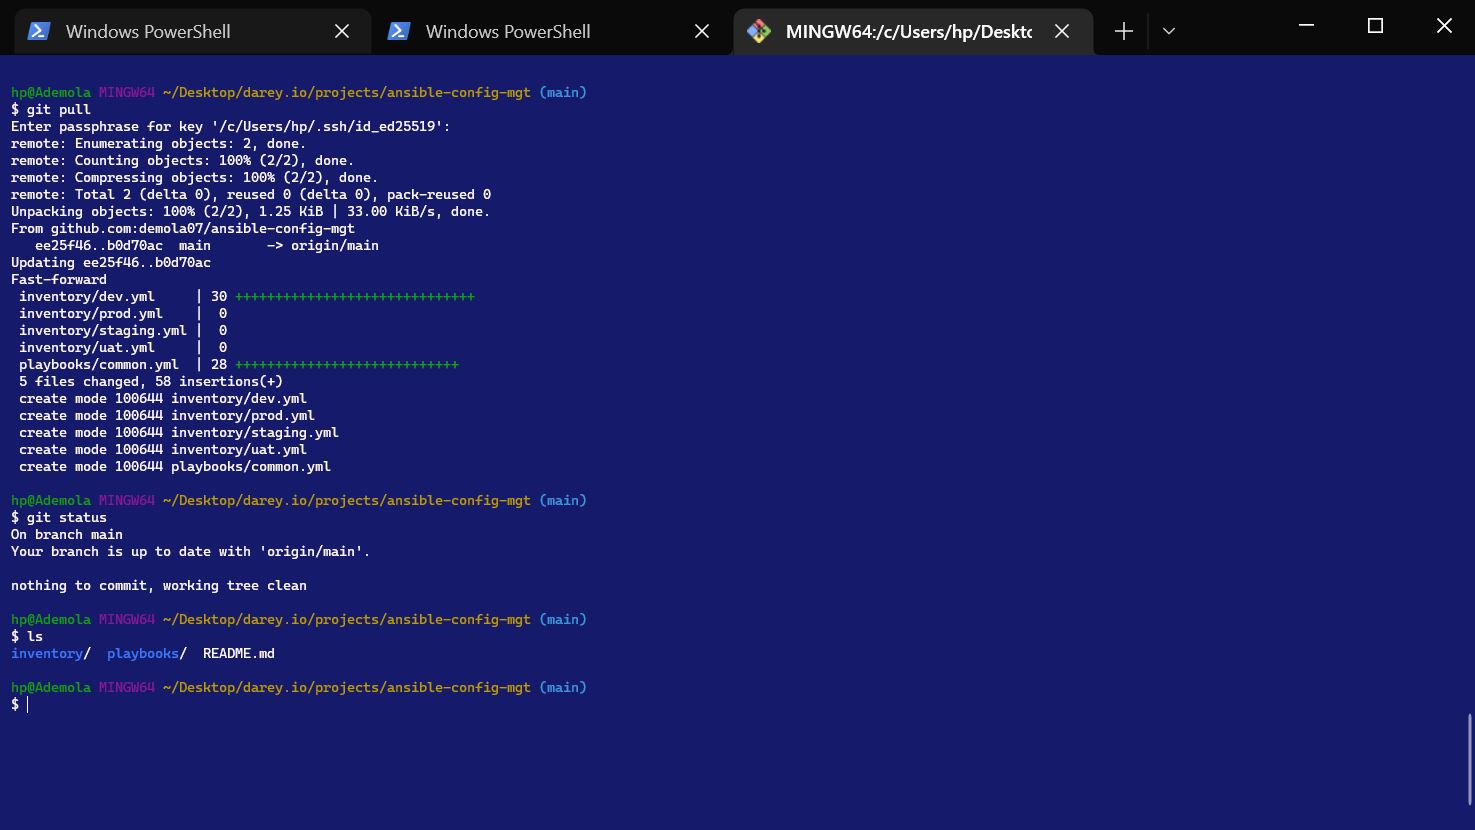 Windows PowerShell
Windows PowerShell
MINGW64:/c/Users/hp/Deskto
hp@Ademola MINGW64 ~/Desktop/darey.io/projects/ansible-config-mgt (main)
$ git pull
Enter passphrase for key '/c/Users/hp/.ssh/id_ed25519':
remote: Enumerating objects: 2, done.
remote: Counting objects: 100% (2/2), done.
remote: Compressing objects: 100% (2/2), done.
remote: Total 2 (delta 0), reused 0 (delta 0), pack-reused 0
Unpacking objects: 100% (2/2), 1.25 KiB | 33.00 KiB/s, done.
From github.com:demola07/ansible-config-mgt
   ee25f46..b0d70ac  main       -> origin/main
Updating ee25f46..b0d70ac
Fast-forward
 inventory/dev.yml     | 30 ++++++++++++++++++++++++++++++
 inventory/prod.yml    |  0
 inventory/staging.yml |  0
 inventory/uat.yml     |  0
 playbooks/common.yml  | 28 ++++++++++++++++++++++++++++
 5 files changed, 58 insertions(+)
 create mode 100644 inventory/dev.yml
 create mode 100644 inventory/prod.yml
 create mode 100644 inventory/staging.yml
 create mode 100644 inventory/uat.yml
 create mode 100644 playbooks/common.yml
hp@Ademola MINGW64 ~/Desktop/darey.io/projects/ansible-config-mgt (main)
$ git status
On branch main
Your branch is up to date with 'origin/main'.
nothing to commit, working tree clean
hp@Ademola MINGW64 ~/Desktop/darey.io/projects/ansible-config-mgt (main)
$ ls
inventory/  playbooks/  README.md
hp@Ademola MINGW64 ~/Desktop/darey.io/projects/ansible-config-mgt (main)
$